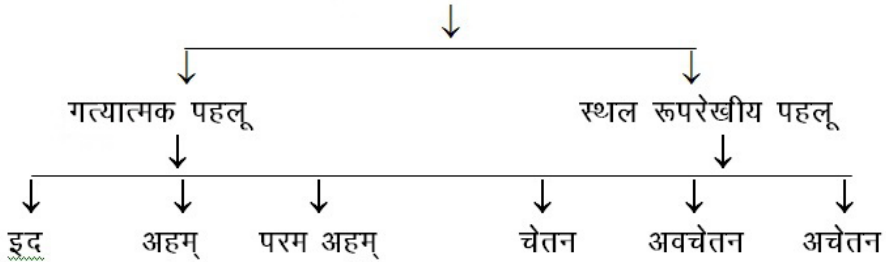 गत्यात्मक पहलू स्थल रूपरेखीय पहलू
इद अहम् परम अहम् चेतन अवचेतन अचेतन